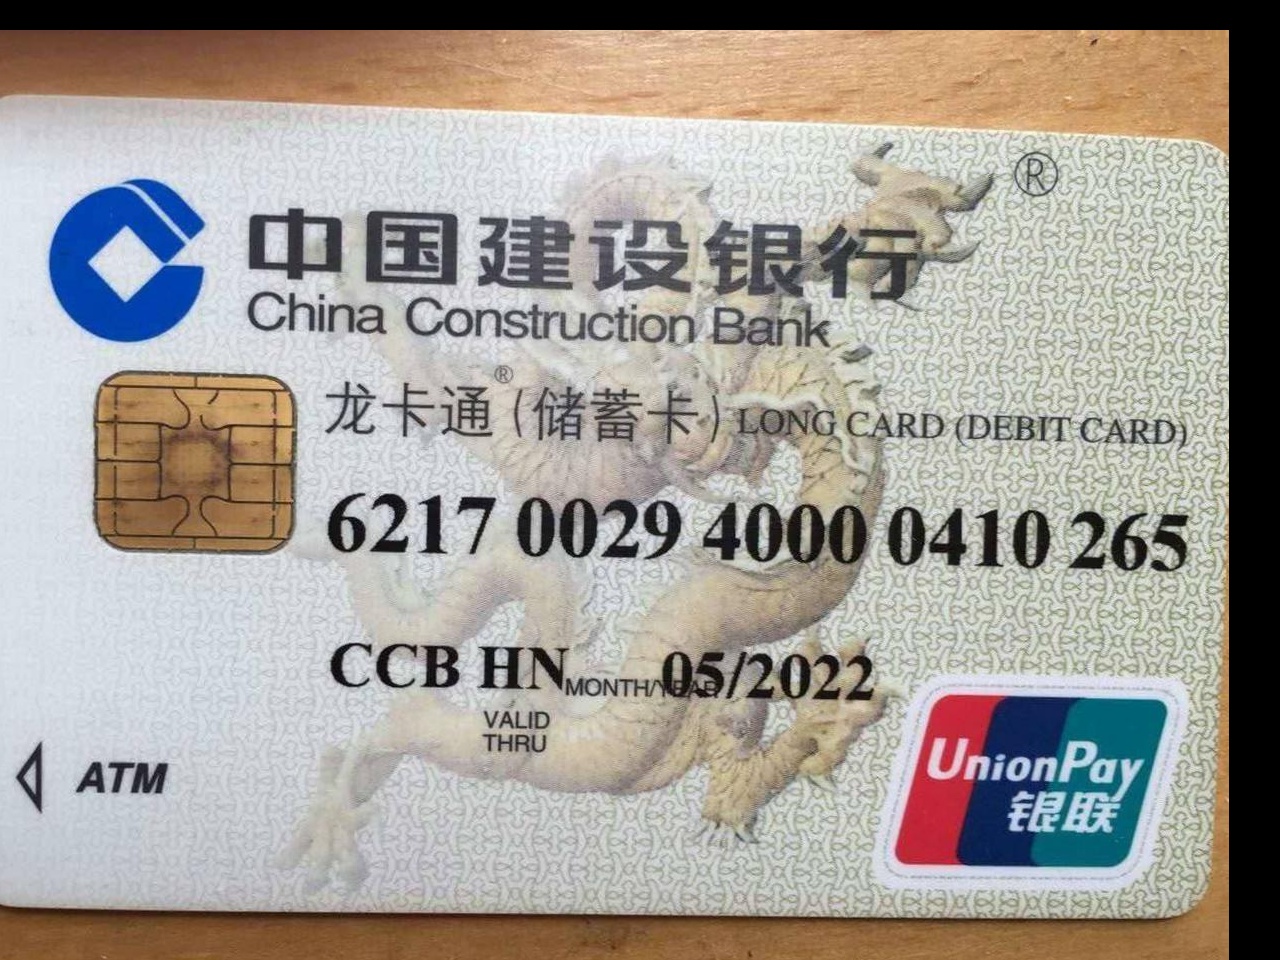 ®
中国建设银行
China Construction Bank
龙卡通®(储蓄卡) LONG CARD (DEBIT CARD)
6217 0029 4000 0410 265
CCB HN MONTH/YEAR 05/2022
VALID
THRU
ATM
UnionPay
银联